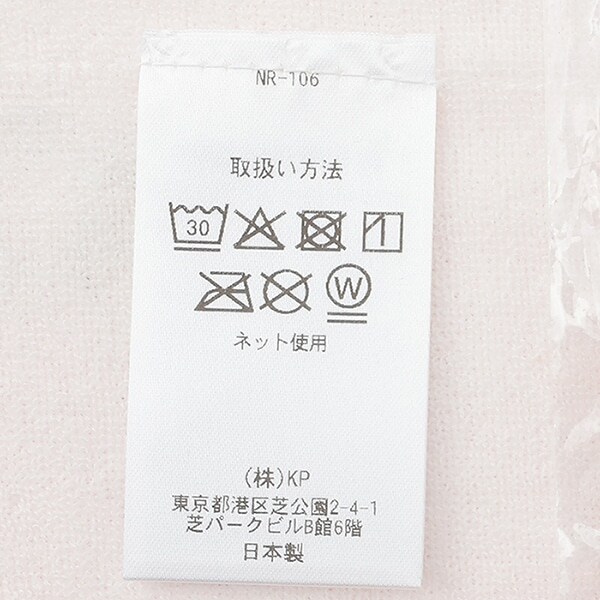 NR-106
取扱い方法
30
W
ネット使用
(株)KP
東京都港区芝公園2-4-1
芝パークビルB館6階
日本製